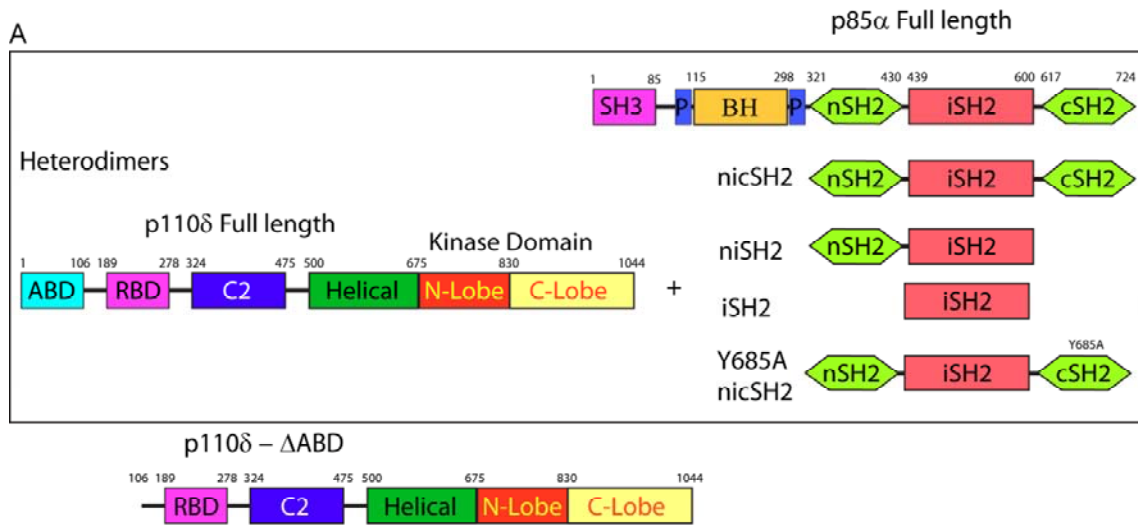 A
p85α Full length
1 85 115 298 321 430 439 600 617 724
SH3 P BH P nSH2 iSH2 cSH2
Heterodimers
nicSH2 nSH2 iSH2 cSH2
p110δ Full length
Kinase Domain
niSH2 nSH2 iSH2
1 106 189 278 324 475 500 675 830 1044
ABD RBD C2 Helical N-Lobe C-Lobe +
iSH2 iSH2
Y685A
Y685A
nicSH2 nSH2 iSH2 cSH2
p110δ – ΔABD
106 189 278 324 475 500 675 830 1044
RBD C2 Helical N-Lobe C-Lobe